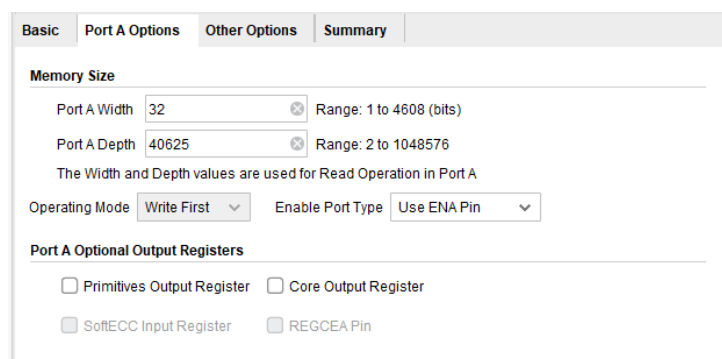 Basic Port A Options Other Options Summary
Memory Size
Port A Width 32 Range: 1 to 4608 (bits)
Port A Depth 40625 Range: 2 to 1048576
The Width and Depth values are used for Read Operation in Port A
Operating Mode Write First Enable Port Type Use ENA Pin
Port A Optional Output Registers
Primitives Output Register Core Output Register
SoftECC Input Register REGCEA Pin